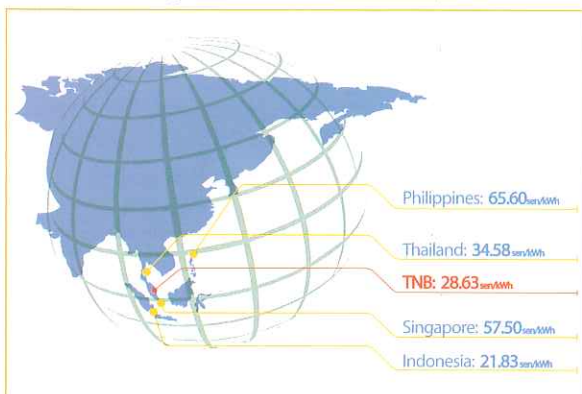 Philippines: 65.60sen/kWh
Thailand: 34.58sen/kWh
TNB: 28.63sen/kWh
Singapore: 57.50sen/kWh
Indonesia: 21.83sen/kWh